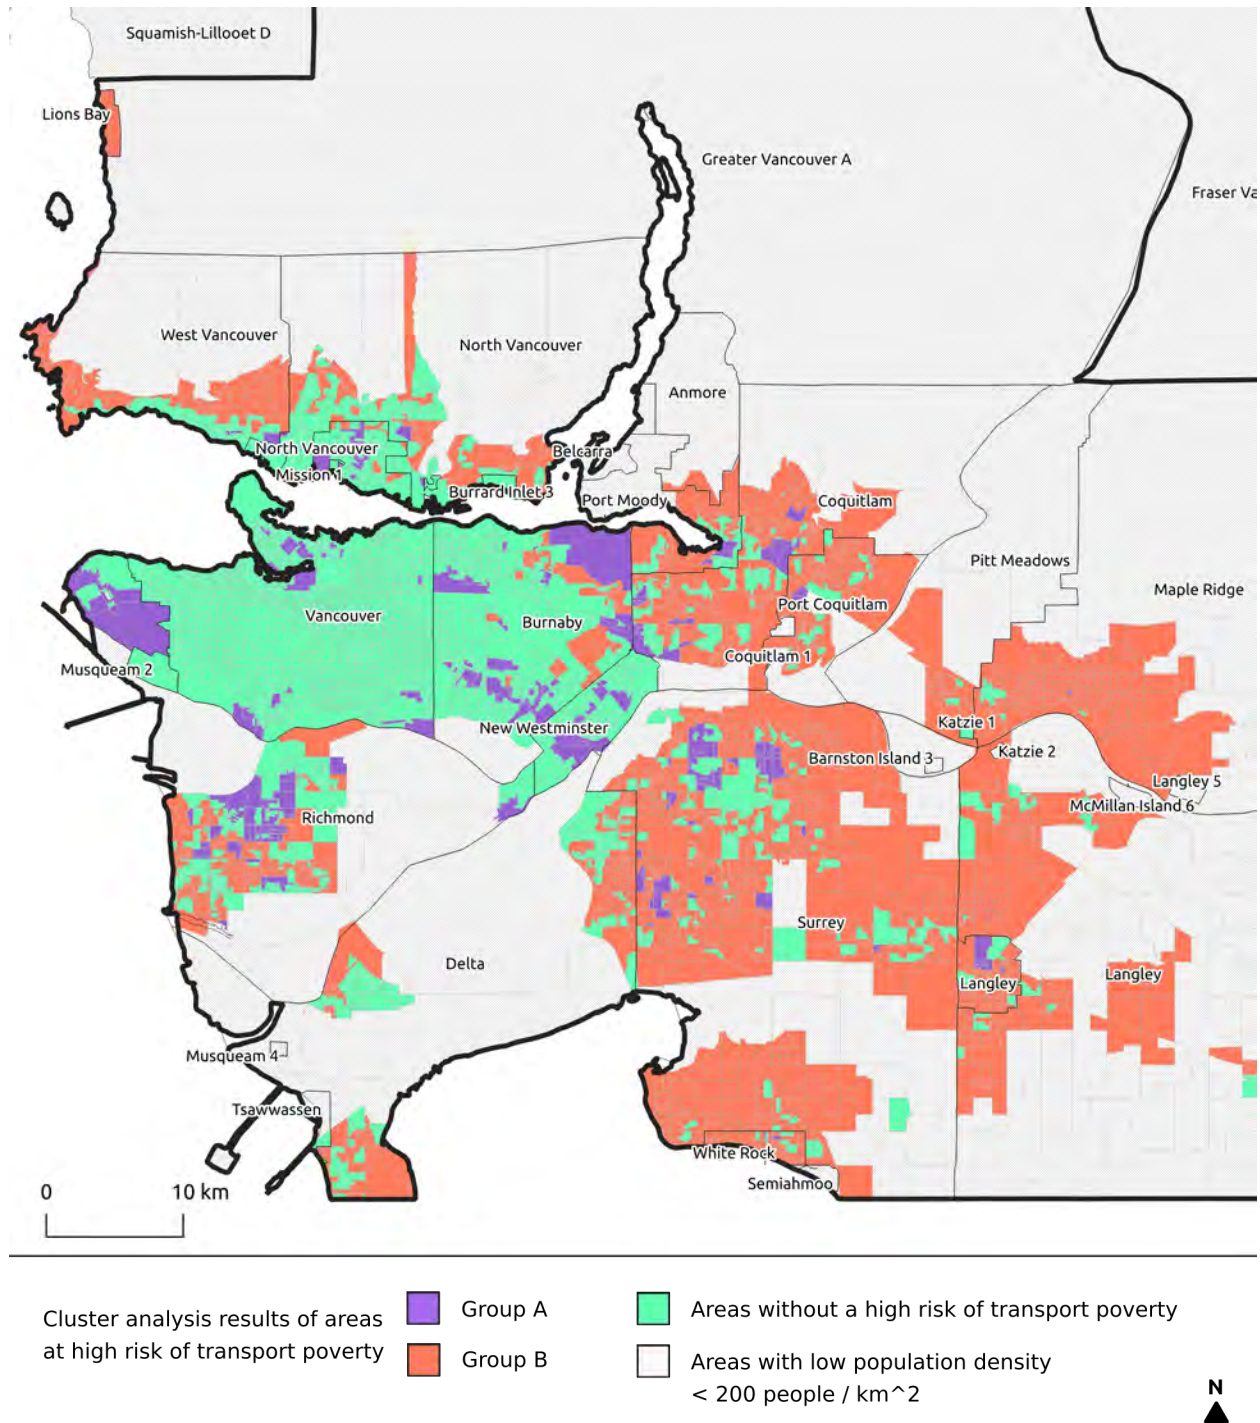 Squamish-Lillooet D
Lions Bay
Greater Vancouver A
Fraser Va
West Vancouver
North Vancouver
Anmore
North Vancouver
Belcarra
Mission 1
Burrard Inlet 3
Port Moody
Coquitlam
Pitt Meadows
Maple Ridge
Vancouver
Burnaby
Port Coquitlam
Musqueam 2
Coquitlam 1
New Westminster
Katzie 1
Barnston Island 3
Katzie 2
Langley 5
McMillan Island 6
Richmond
Surrey
Delta
Langley
Langley
Musqueam 4
Tsawwassen
White Rock
Semiahmoo
0 10 km
Cluster analysis results of areas
at high risk of transport poverty
Group A
Group B
Areas without a high risk of transport poverty
Areas with low population density
< 200 people / km^2
N